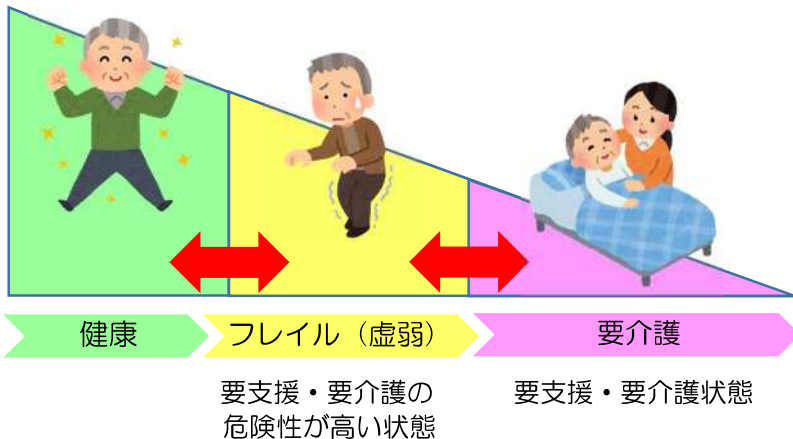 健康
フレイル（虚弱）
要介護
要支援・要介護の
危険性が高い状態
要支援・要介護状態